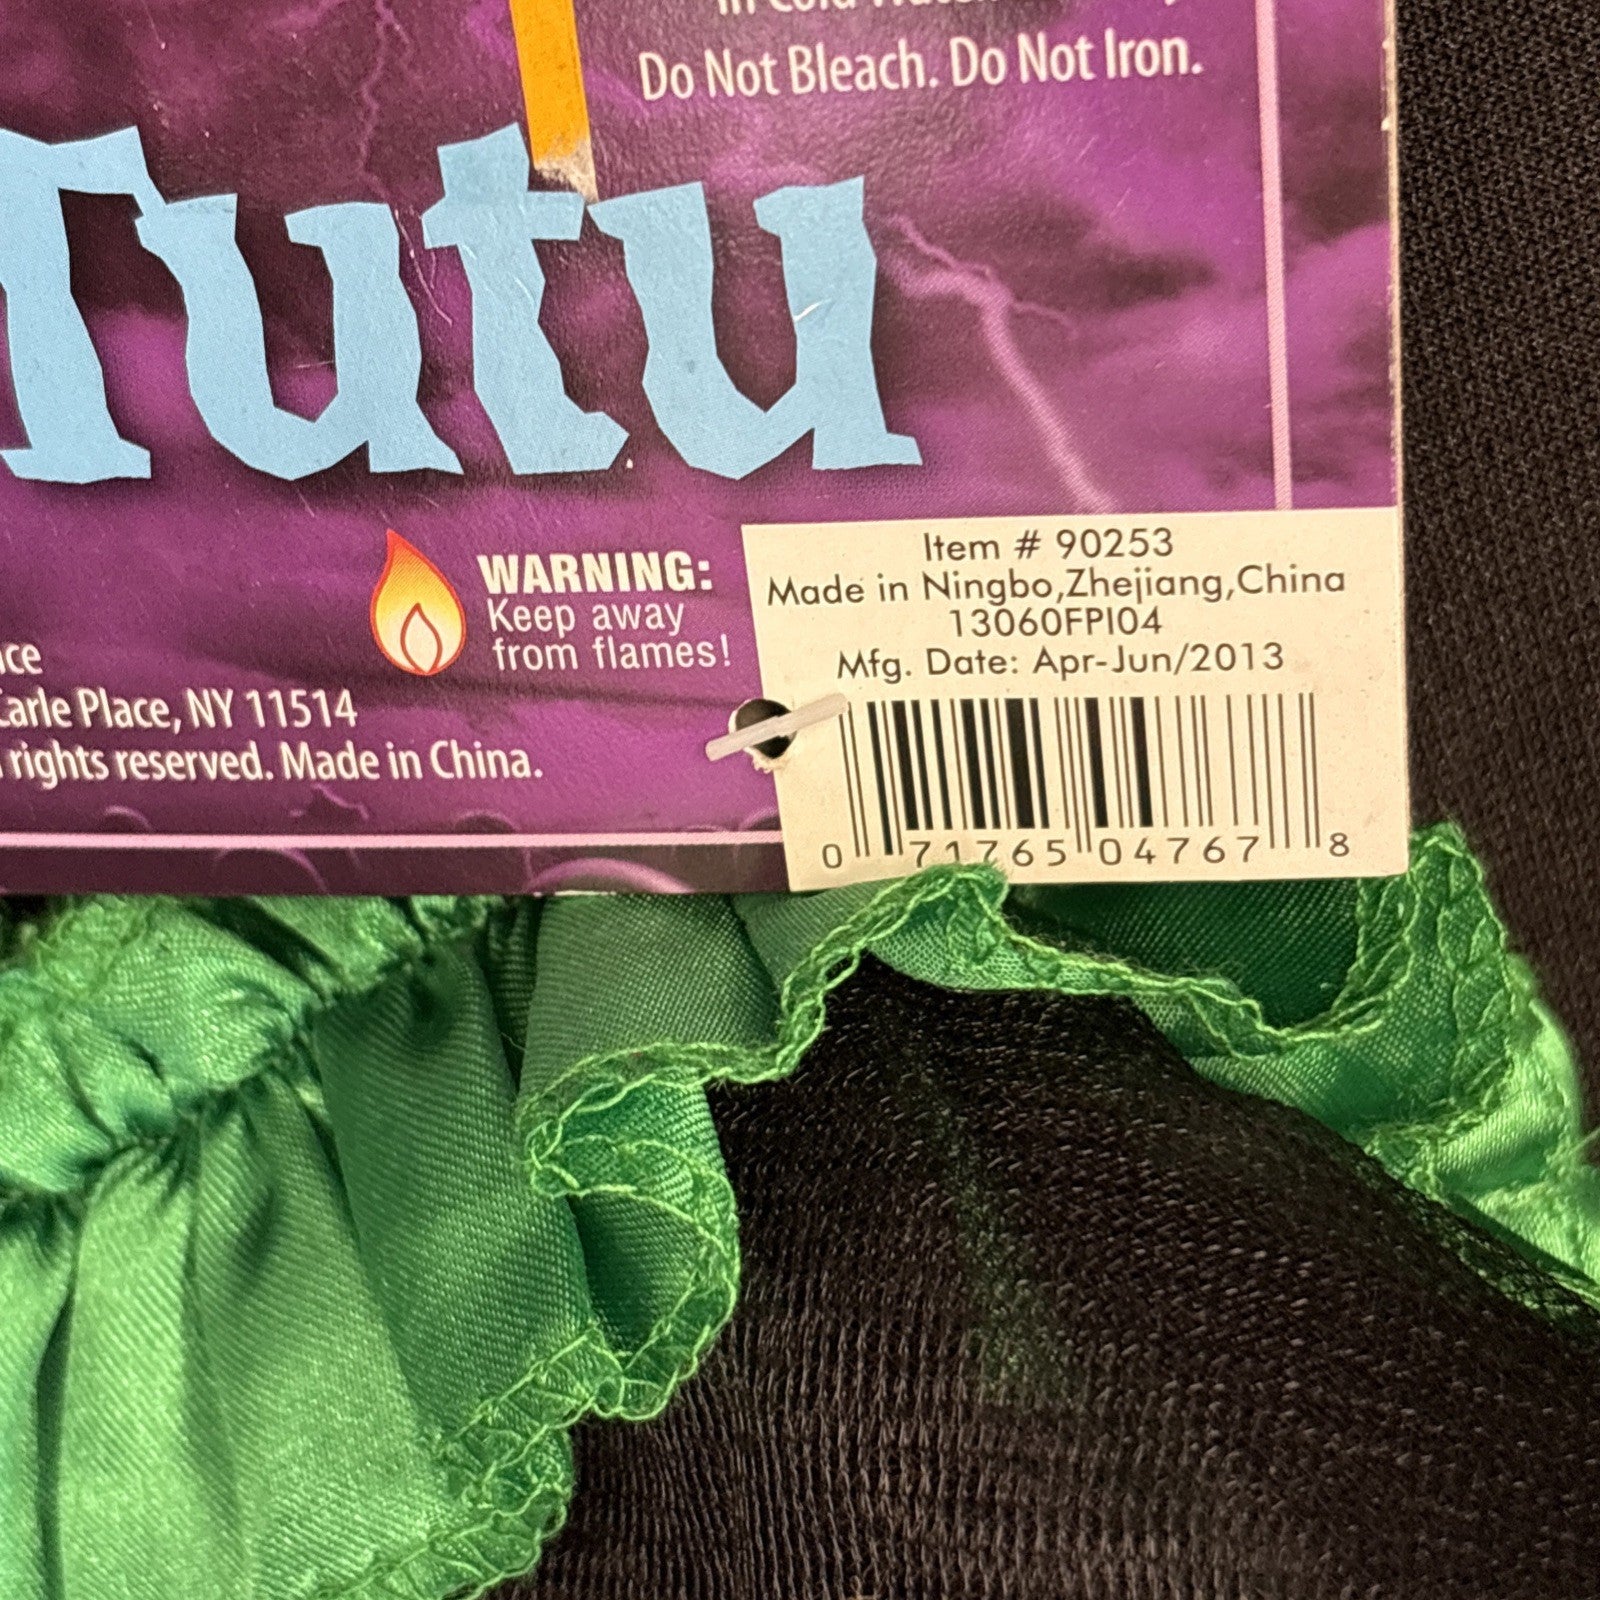 Do Not Bleach. Do Not Iron.
Tutu
WARNING:
Keep away
from flames!
Item # 90253
Made in Ningbo,Zhejiang,China
13060FPI04
Mfg. Date: Apr-Jun/2013
Carle Place, NY 11514
rights reserved. Made in China.
0 71765 04767 8